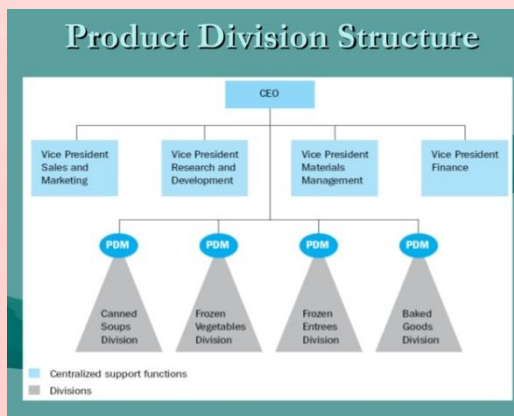 Product Division Structure
CEO
Vice President
Sales and
Marketing
Vice President
Research and
Development
Vice President
Materials
Management
Vice President
Finance
PDM
PDM
PDM
PDM
Canned
Soups
Division
Frozen
Vegetables
Division
Frozen
Entrees
Division
Baked
Goods
Division
Centralized support functions
Divisions